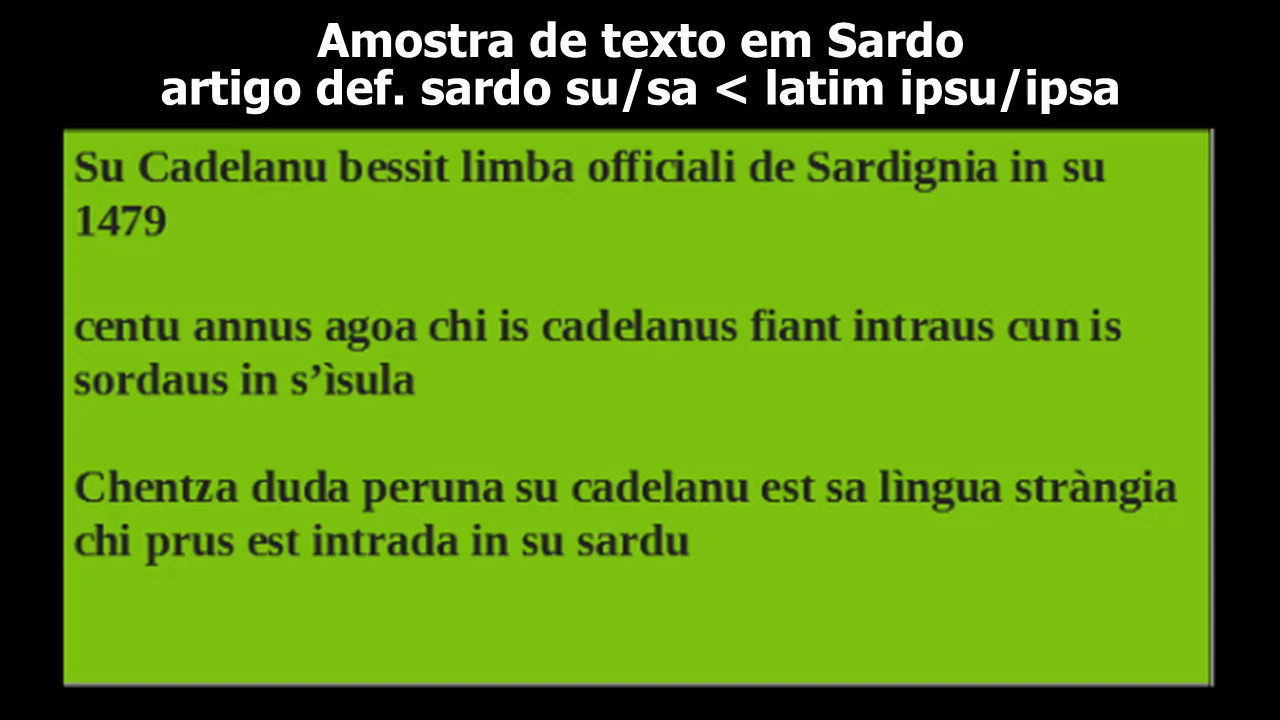 Amostra de texto em Sardo
artigo def. sardo su/sa < latim ipsu/ipsa
Su Cadelanu bessit limba officiali de Sardignia in su
1479
centu annus agoa chi is cadelanus fiant intraus cun is
sordaus in s’ìsula
Chentza duda peruna su cadelanu est sa lìngua stràngia
chi prus est intrada in su sardu